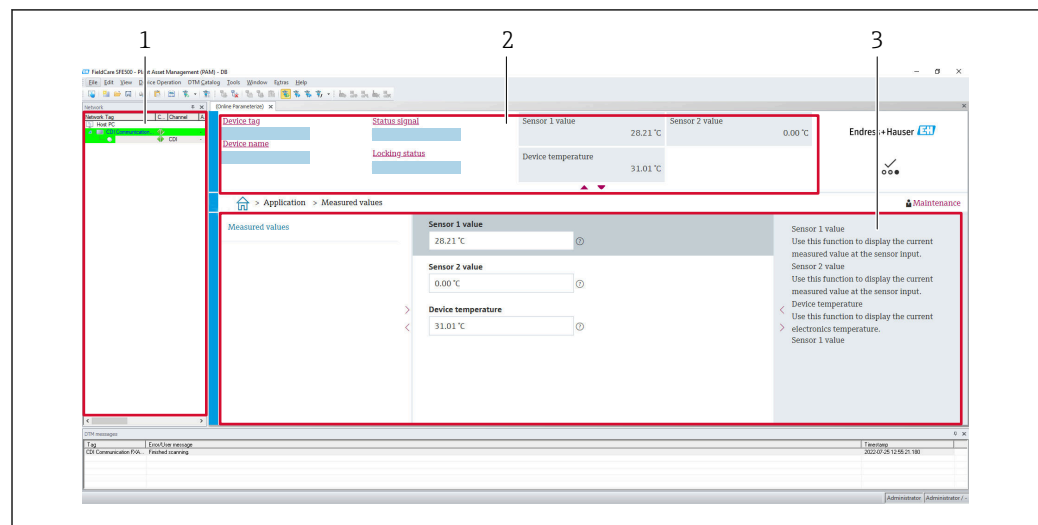 1
2
3
FieldCare SFE500 - Plant Asset Management (PAM) - DB
File Edit View Device Operation DTM Catalog Tools Window Extras Help
Network
(Online Parameterize)
Network Tag C... Channel A
Host PC
CDI Communication
CDI
Device tag
Status signal
Sensor 1 value
28.21 °C
Sensor 2 value
0.00 °C
Device name
Locking status
Device temperature
31.01 °C
Endress+Hauser EH
> Application > Measured values
Maintenance
Measured values
Sensor 1 value
28.21 °C
Sensor 2 value
0.00 °C
Device temperature
31.01 °C
Sensor 1 value
Use this function to display the current
measured value at the sensor input.
Sensor 2 value
Use this function to display the current
measured value at the sensor input.
Device temperature
Use this function to display the current
electronics temperature.
Sensor 1 value
DTM messages
Tag Error/User message Timestamp
CDI Communication FXA... Finished scanning 2022-07-25 12:55:21.180
Administrator Administrator / -